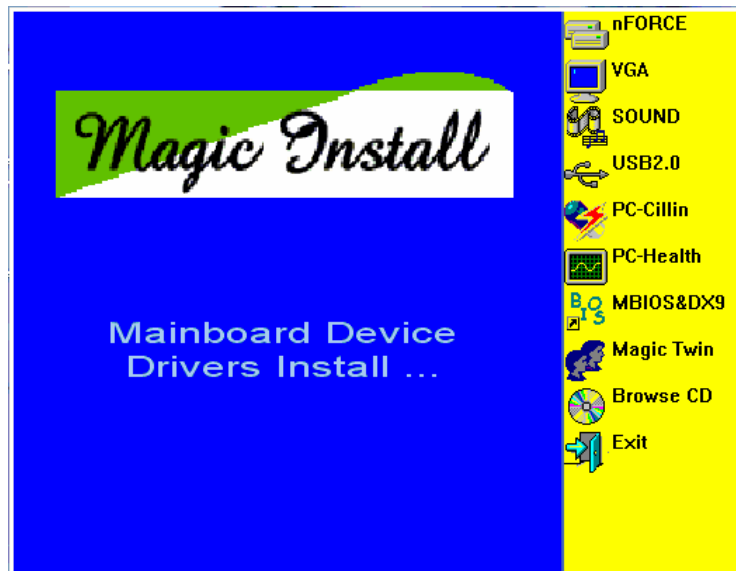 Magic Install
Mainboard Device
Drivers Install ...
nFORCE
VGA
SOUND
USB2.0
PC-Cillin
PC-Health
BIOS
MBIOS&DX9
Magic Twin
Browse CD
Exit